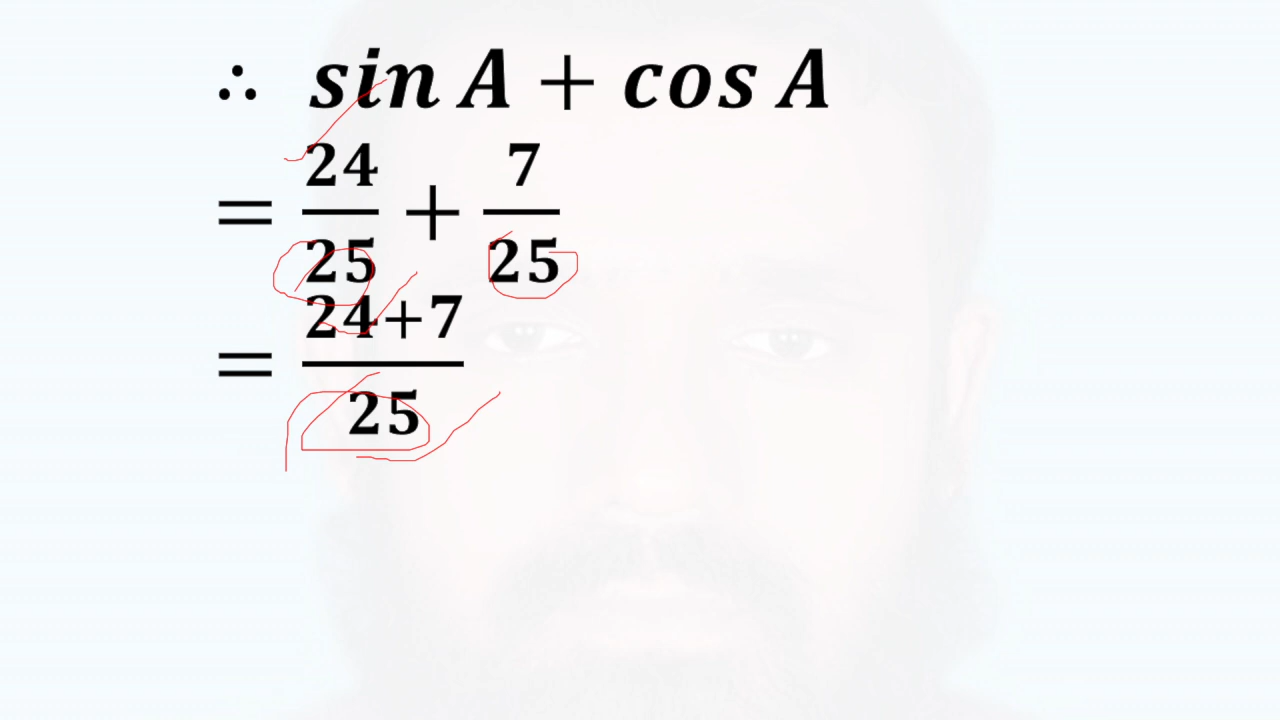 ∴ sin A + cos A
= 24/25 + 7/25
= 24+7/25